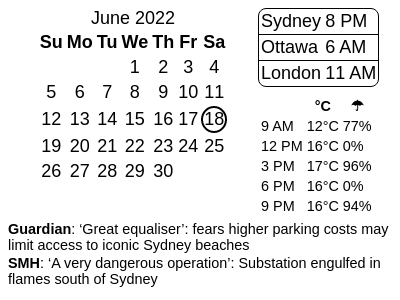 June 2022
Su Mo Tu We Th Fr Sa
1 2 3 4
5 6 7 8 9 10 11
12 13 14 15 16 17 18
19 20 21 22 23 24 25
26 27 28 29 30
Sydney 8 PM
Ottawa 6 AM
London 11 AM
°C ☂
9 AM 12°C 77%
12 PM 16°C 0%
3 PM 17°C 96%
6 PM 16°C 0%
9 PM 16°C 94%
Guardian: ‘Great equaliser’: fears higher parking costs may
limit access to iconic Sydney beaches
SMH: ‘A very dangerous operation’: Substation engulfed in
flames south of Sydney